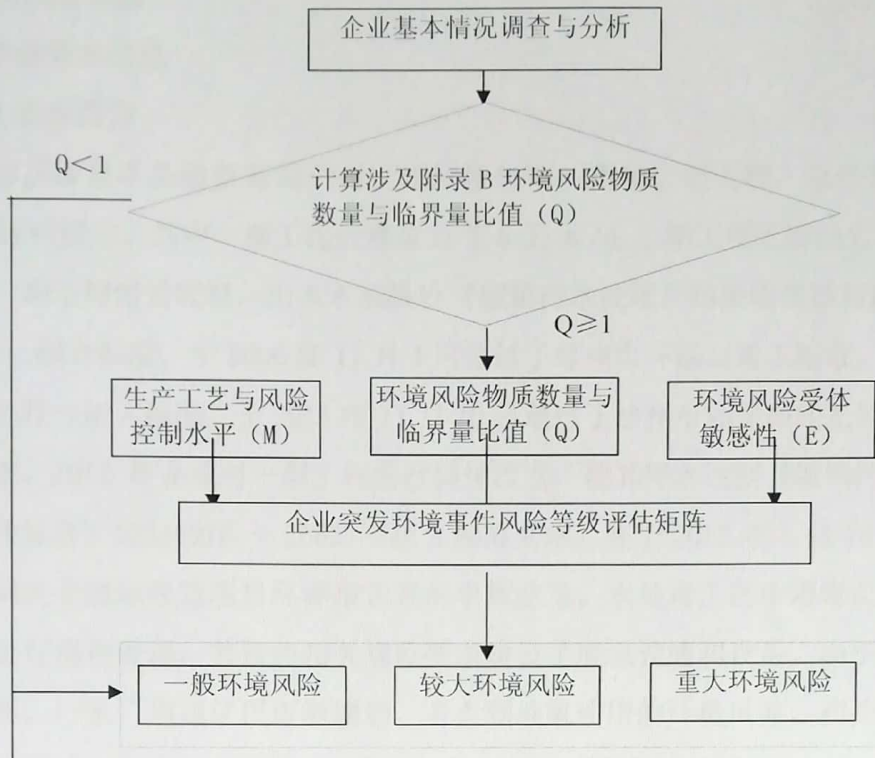 企业基本情况调查与分析
Q<1
计算涉及附录 B 环境风险物质
数量与临界量比值（Q）
Q≥1
生产工艺与风险
控制水平（M）
环境风险物质数量与
临界量比值（Q）
环境风险受体
敏感性（E）
企业突发环境事件风险等级评估矩阵
一般环境风险
较大环境风险
重大环境风险